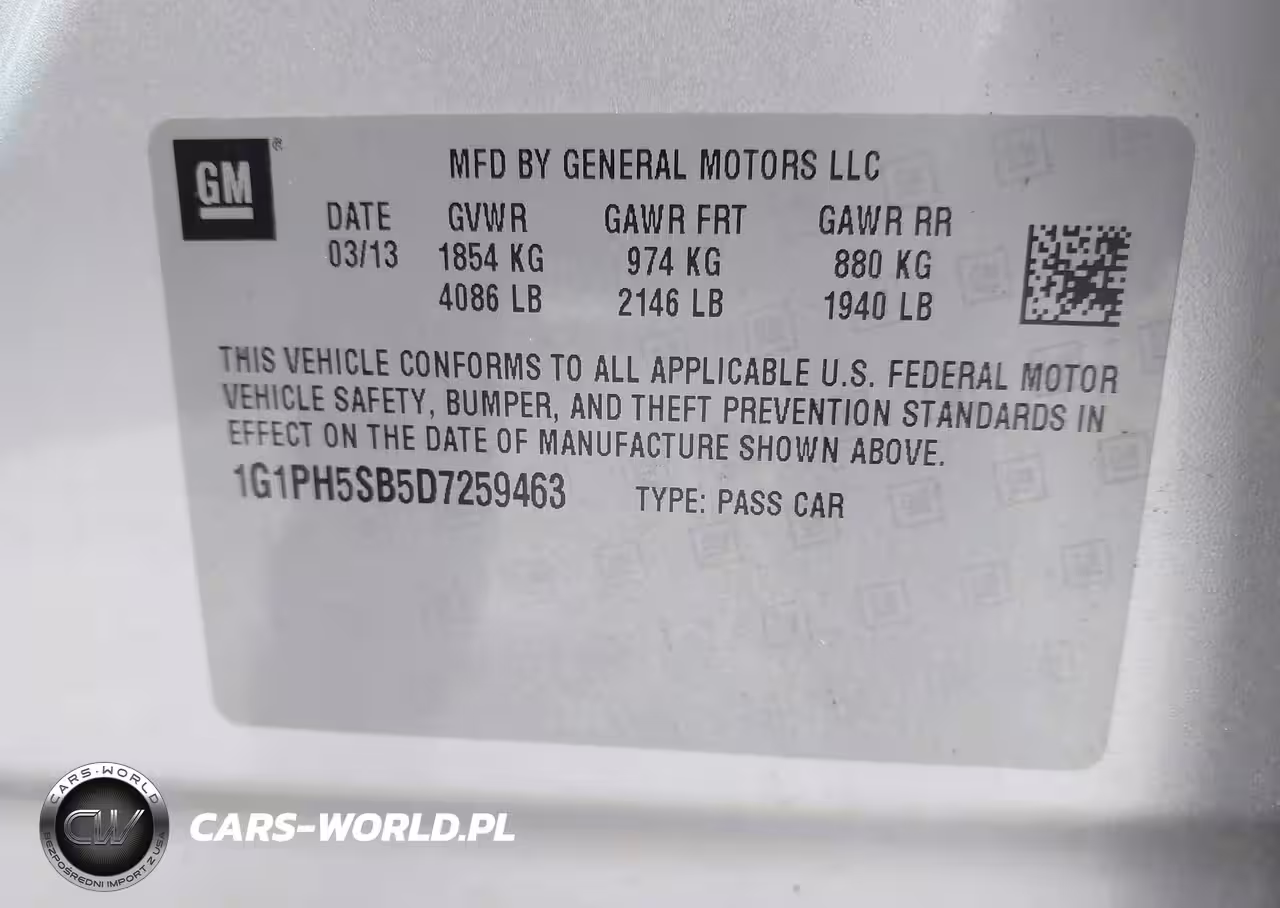 GM ®
MFD BY GENERAL MOTORS LLC
DATE GVWR GAWR FRT GAWR RR
03/13 1854 KG 974 KG 880 KG
4086 LB 2146 LB 1940 LB
THIS VEHICLE CONFORMS TO ALL APPLICABLE U.S. FEDERAL MOTOR
VEHICLE SAFETY, BUMPER, AND THEFT PREVENTION STANDARDS IN
EFFECT ON THE DATE OF MANUFACTURE SHOWN ABOVE.
1G1PH5SB5D7259463 TYPE: PASS CAR
CARS-WORLD
CW
BEZPOŚREDNI IMPORT Z USA
CARS-WORLD.PL